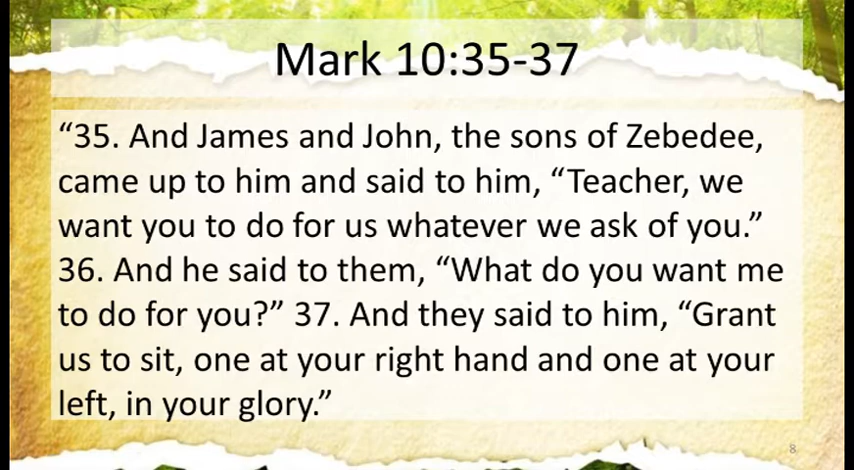 Mark 10:35-37
“35. And James and John, the sons of Zebedee,
came up to him and said to him, “Teacher, we
want you to do for us whatever we ask of you.”
36. And he said to them, “What do you want me
to do for you?” 37. And they said to him, “Grant
us to sit, one at your right hand and one at your
left, in your glory.”
8